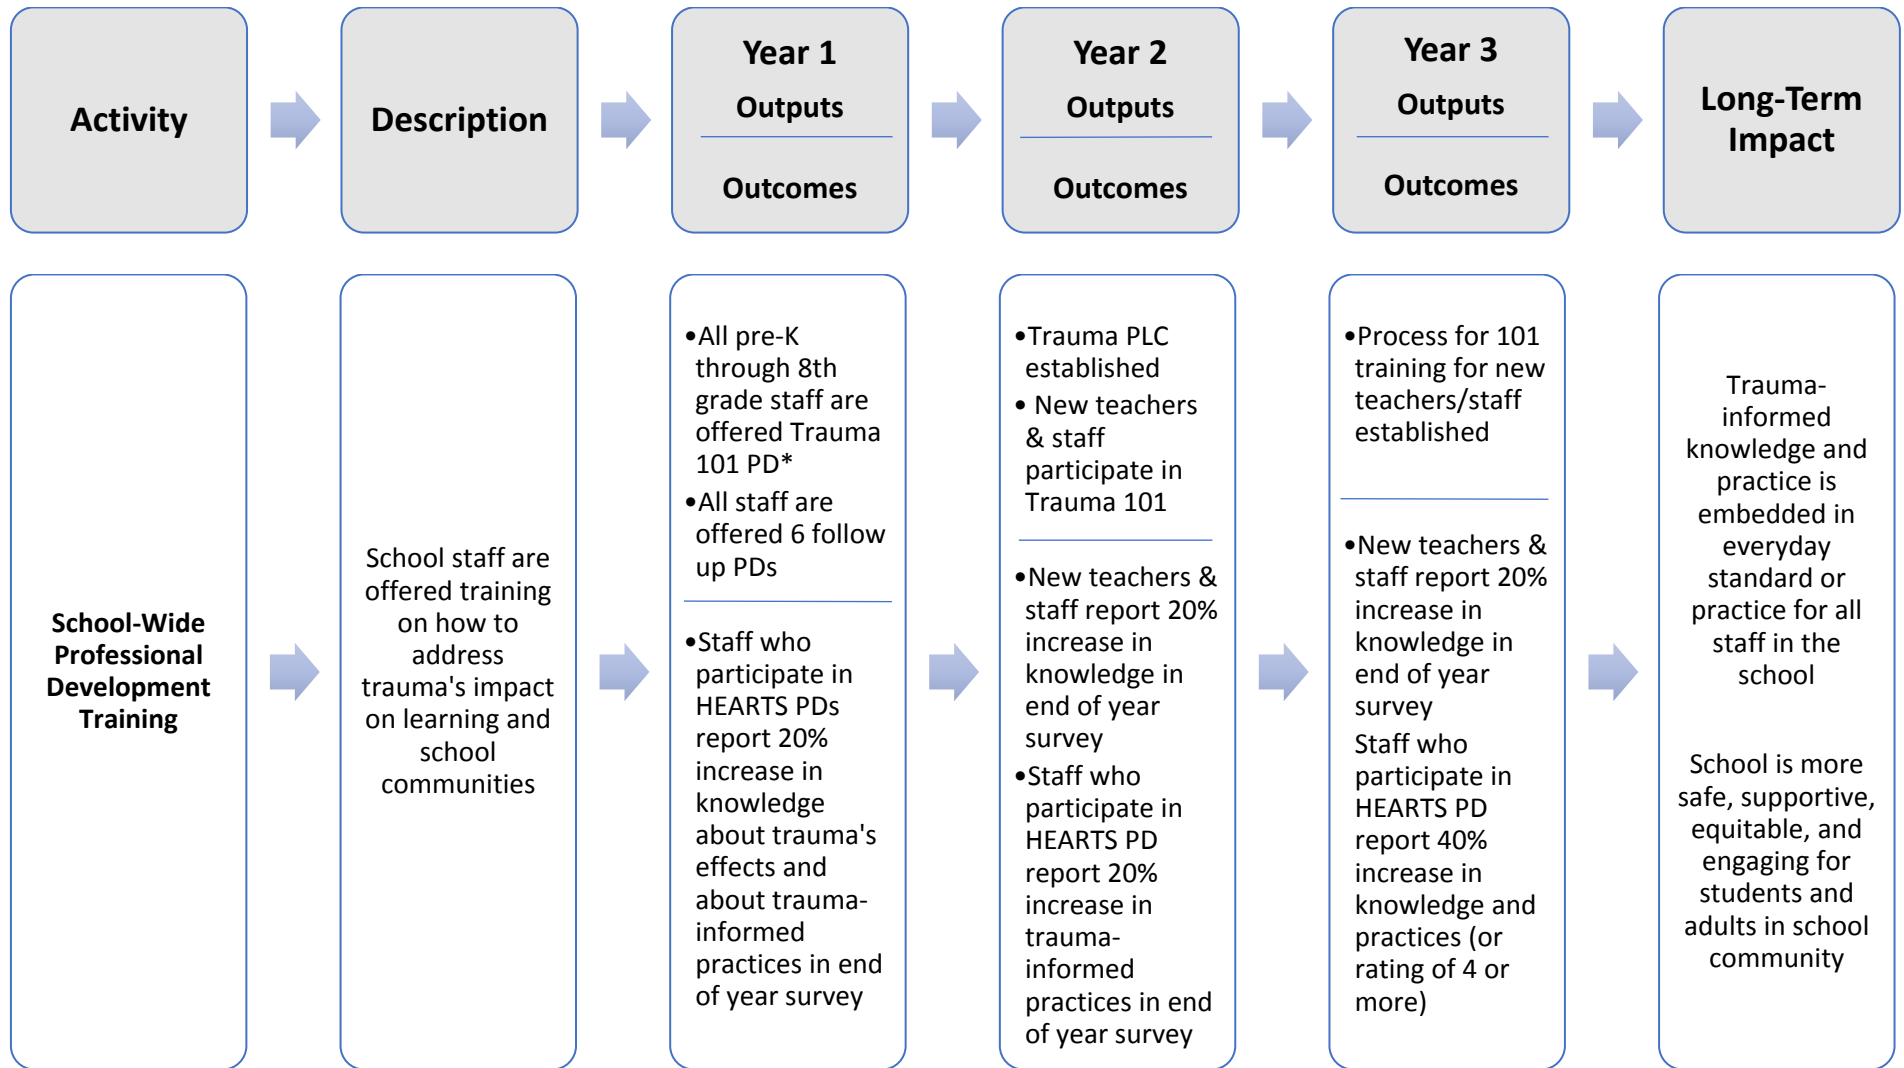 Activity
Description
Year 1
Outputs
Outcomes
Year 2
Outputs
Outcomes
Year 3
Outputs
Outcomes
Long-Term
Impact
School-Wide
Professional
Development
Training
School staff are
offered training
on how to
address
trauma's impact
on learning and
school
communities
•All pre-K
through 8th
grade staff are
offered Trauma
101 PD*
•All staff are
offered 6 follow
up PDs
•Staff who
participate in
HEARTS PDs
report 20%
increase in
knowledge
about trauma's
effects and
about trauma-
informed
practices in end
of year survey
•Trauma PLC
established
• New teachers
& staff
participate in
Trauma 101
•New teachers &
staff report 20%
increase in
knowledge in
end of year
survey
•Staff who
participate in
HEARTS PD
report 20%
increase in
trauma-
informed
practices in end
of year survey
•Process for 101
training for new
teachers/staff
established
•New teachers &
staff report 20%
increase in
knowledge in
end of year
survey
Staff who
participate in
HEARTS PD
report 40%
increase in
knowledge and
practices (or
rating of 4 or
more)
Trauma-
informed
knowledge and
practice is
embedded in
everyday
standard or
practice for all
staff in the
school
School is more
safe, supportive,
equitable, and
engaging for
students and
adults in school
community